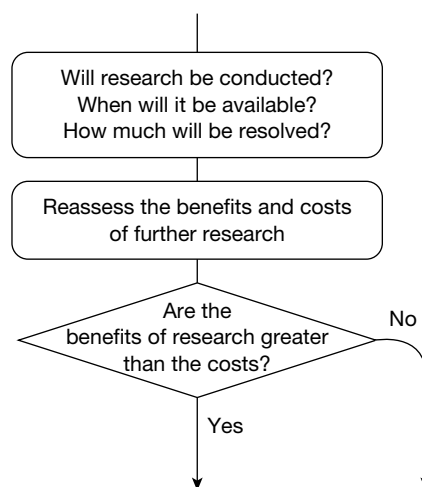 Will research be conducted?
When will it be available?
How much will be resolved?
Reassess the benefits and costs
of further research
Are the
benefits of research greater
than the costs?
No
Yes